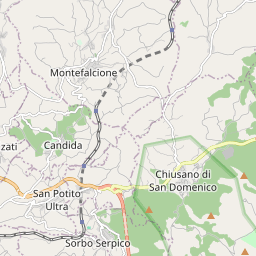 Montefalcione
zati
Candida
Chiusano di
San Domenico
San Potito
Ultra
Sorbo Serpico